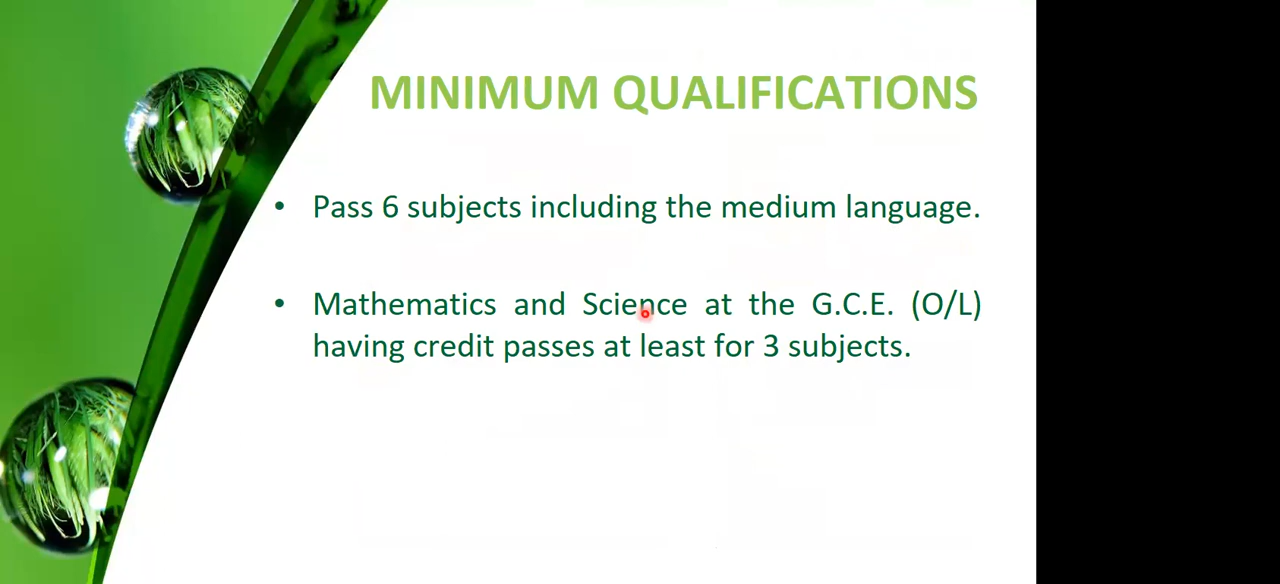 MINIMUM QUALIFICATIONS
• Pass 6 subjects including the medium language.
• Mathematics and Science at the G.C.E. (O/L)
having credit passes at least for 3 subjects.